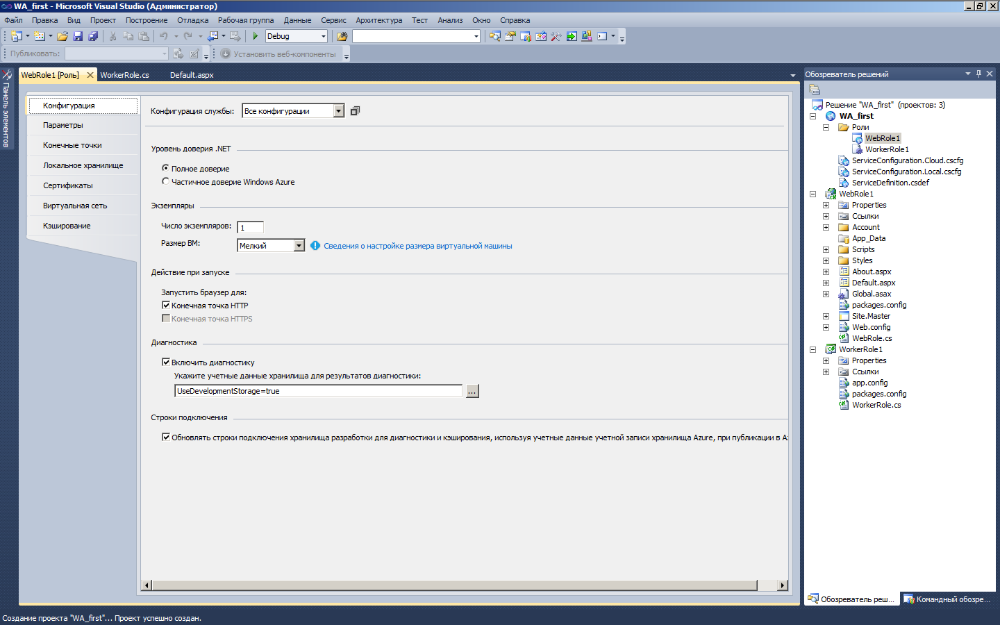 WA_first - Microsoft Visual Studio (Администратор)
Файл Правка Вид Проект Построение Отладка Рабочая группа Данные Сервис Архитектура Тест Анализ Окно Справка
Debug
Публиковать: Установить веб-компоненты
Панель элементов
WebRole1 [Роль] WorkerRole.cs Default.aspx
Конфигурация
Параметры
Конечные точки
Локальное хранилище
Сертификаты
Виртуальная сеть
Кэширование
Конфигурация службы: Все конфигурации
Уровень доверия .NET
Полное доверие
Частичное доверие Windows Azure
Экземпляры
Число экземпляров: 1
Размер ВМ: Мелкий Сведения о настройке размера виртуальной машины
Действие при запуске
Запустить браузер для:
Конечная точка HTTP
Конечная точка HTTPS
Диагностика
Включить диагностику
Укажите учетные данные хранилища для результатов диагностики:
UseDevelopmentStorage=true ...
Строки подключения
Обновлять строки подключения хранилища разработки для диагностики и кэширования, используя учетные данные учетной записи хранилища Azure, при публикации в Az
Обозреватель решений
Решение "WA_first" (проектов: 3)
WA_first
Роли
WebRole1
WorkerRole1
ServiceConfiguration.Cloud.cscfg
ServiceConfiguration.Local.cscfg
ServiceDefinition.csdef
WebRole1
Properties
Ссылки
Account
App_Data
Scripts
Styles
About.aspx
Default.aspx
Global.asax
packages.config
Site.Master
Web.config
WebRole.cs
WorkerRole1
Properties
Ссылки
app.config
packages.config
WorkerRole.cs
Обозреватель реш... Командный обозре...
Создание проекта "WA_first"... Проект успешно создан.